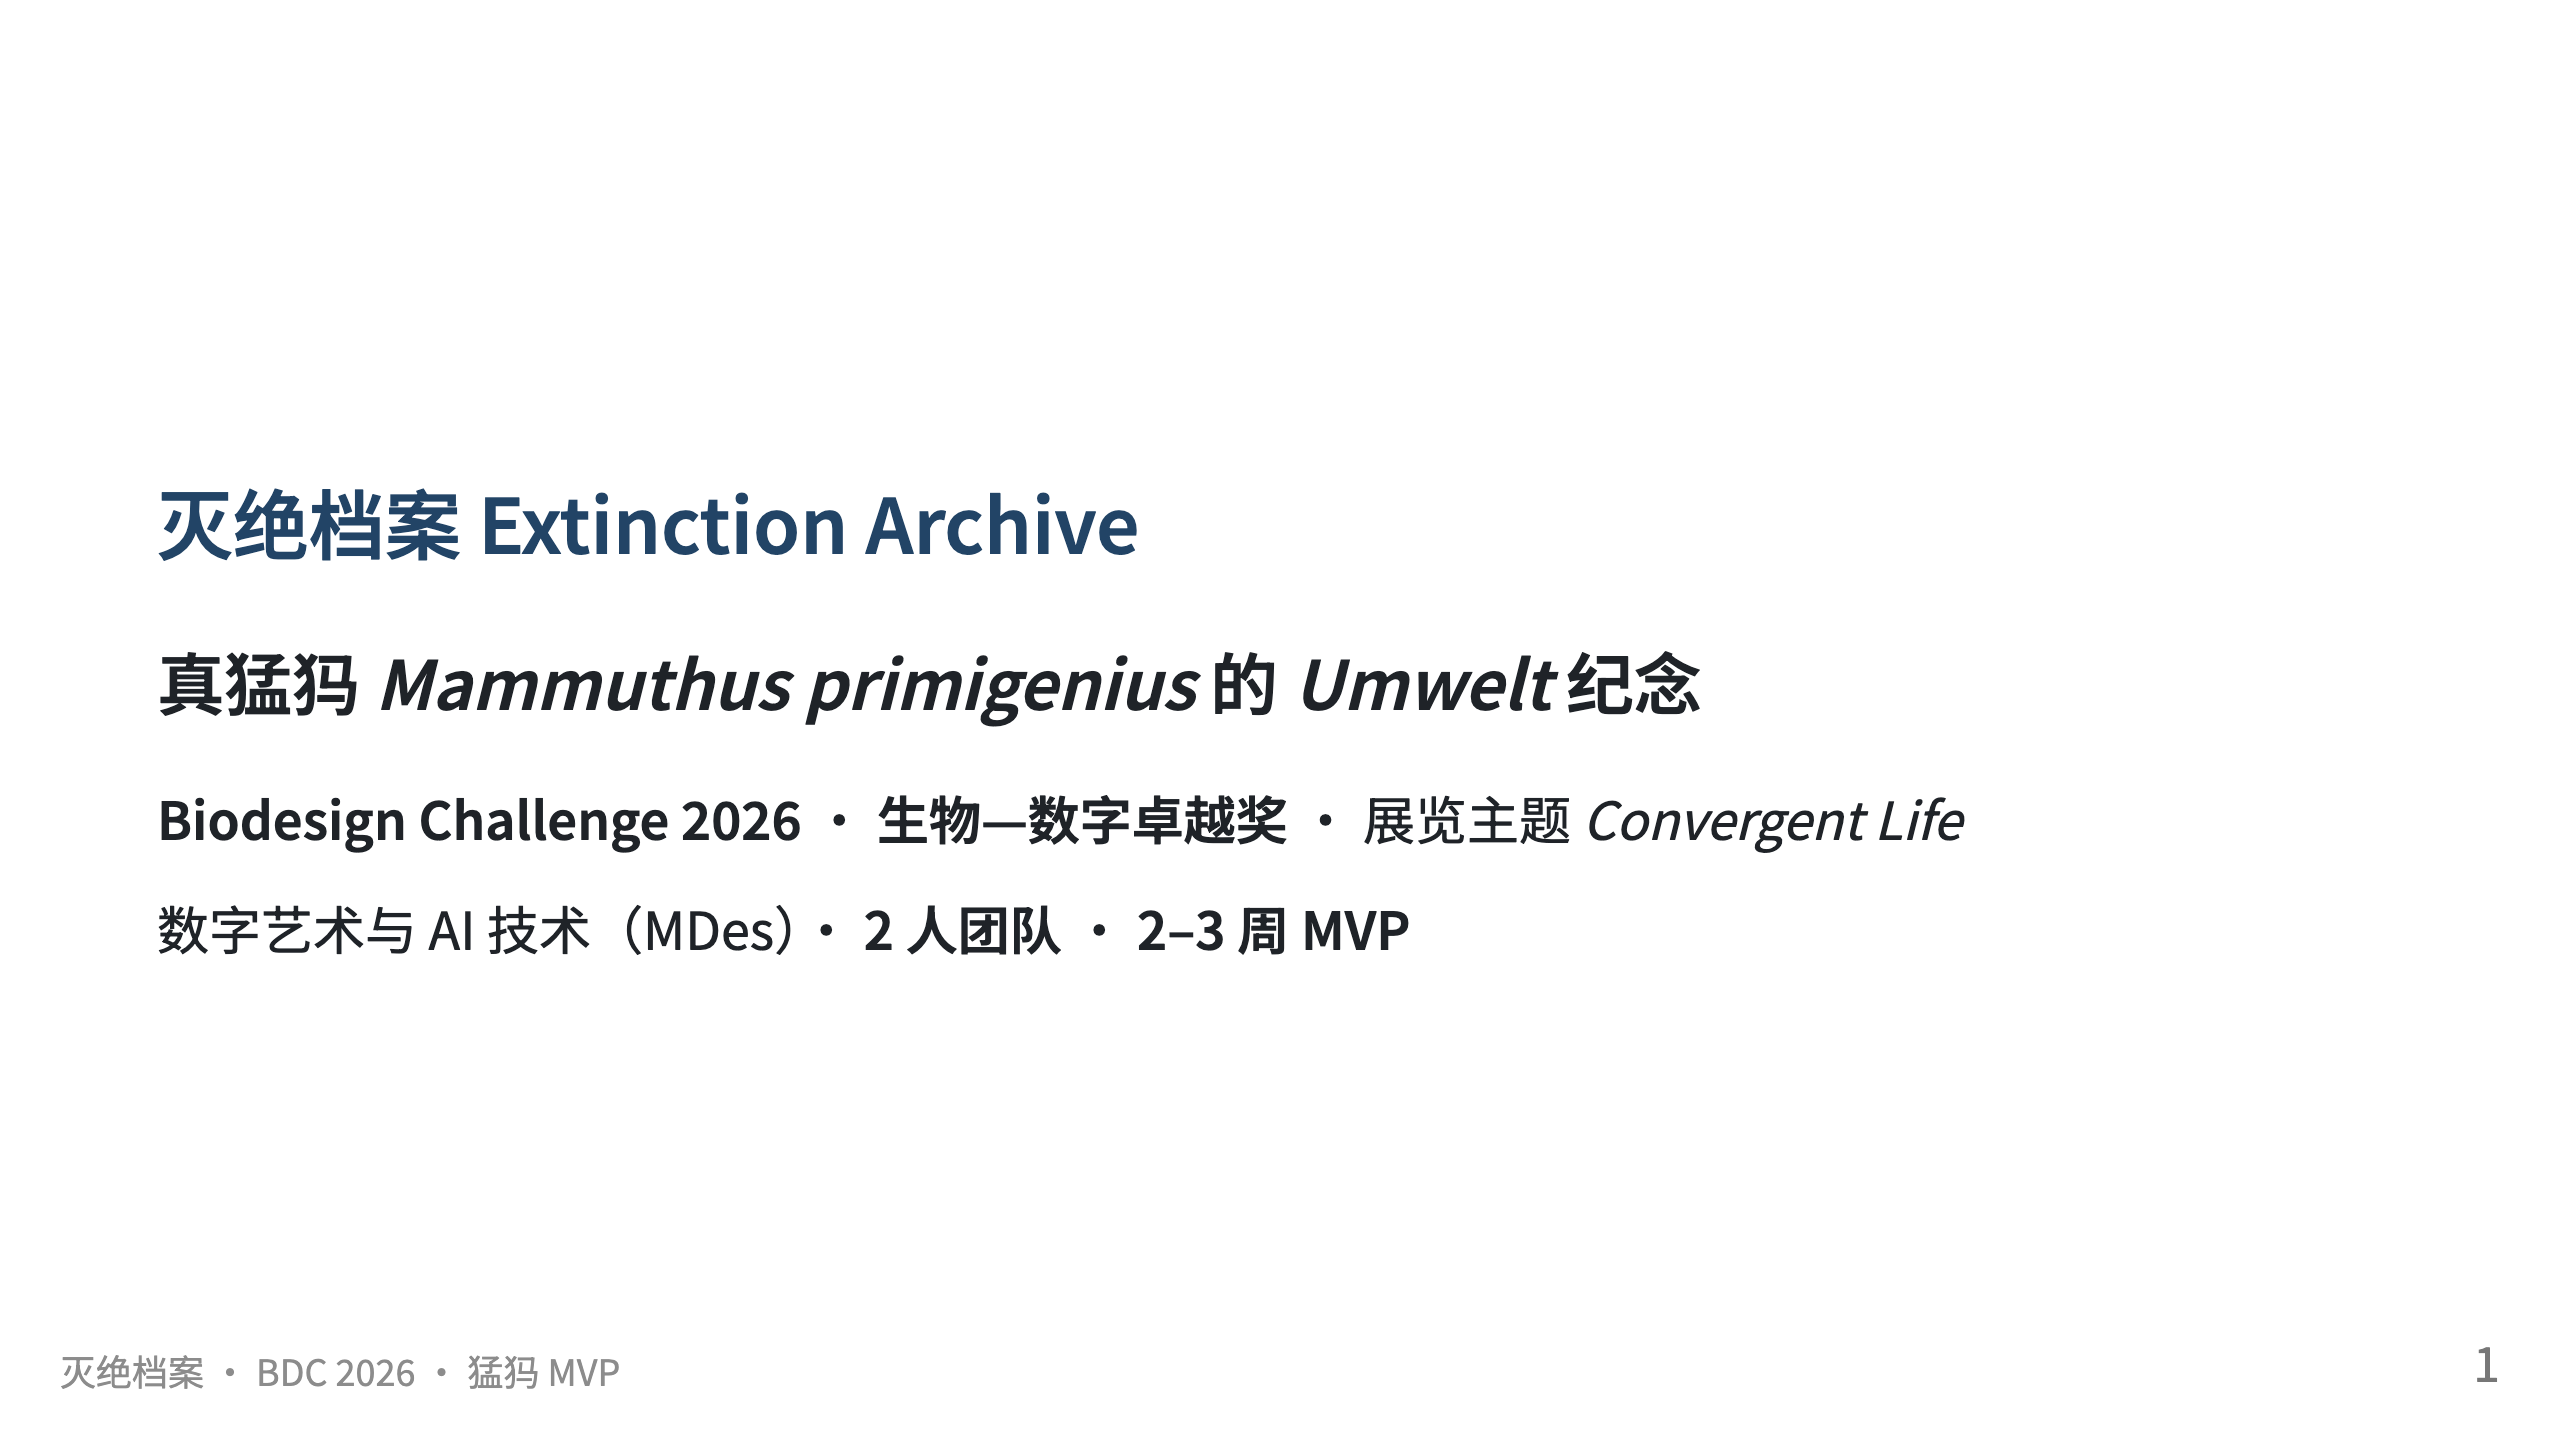 灭绝档案 Extinction Archive
真猛犸 Mammuthus primigenius 的 Umwelt 纪念
Biodesign Challenge 2026 · 生物—数字卓越奖 · 展览主题 Convergent Life
数字艺术与 AI 技术（MDes）· 2 人团队 · 2–3 周 MVP
灭绝档案 · BDC 2026 · 猛犸 MVP
1